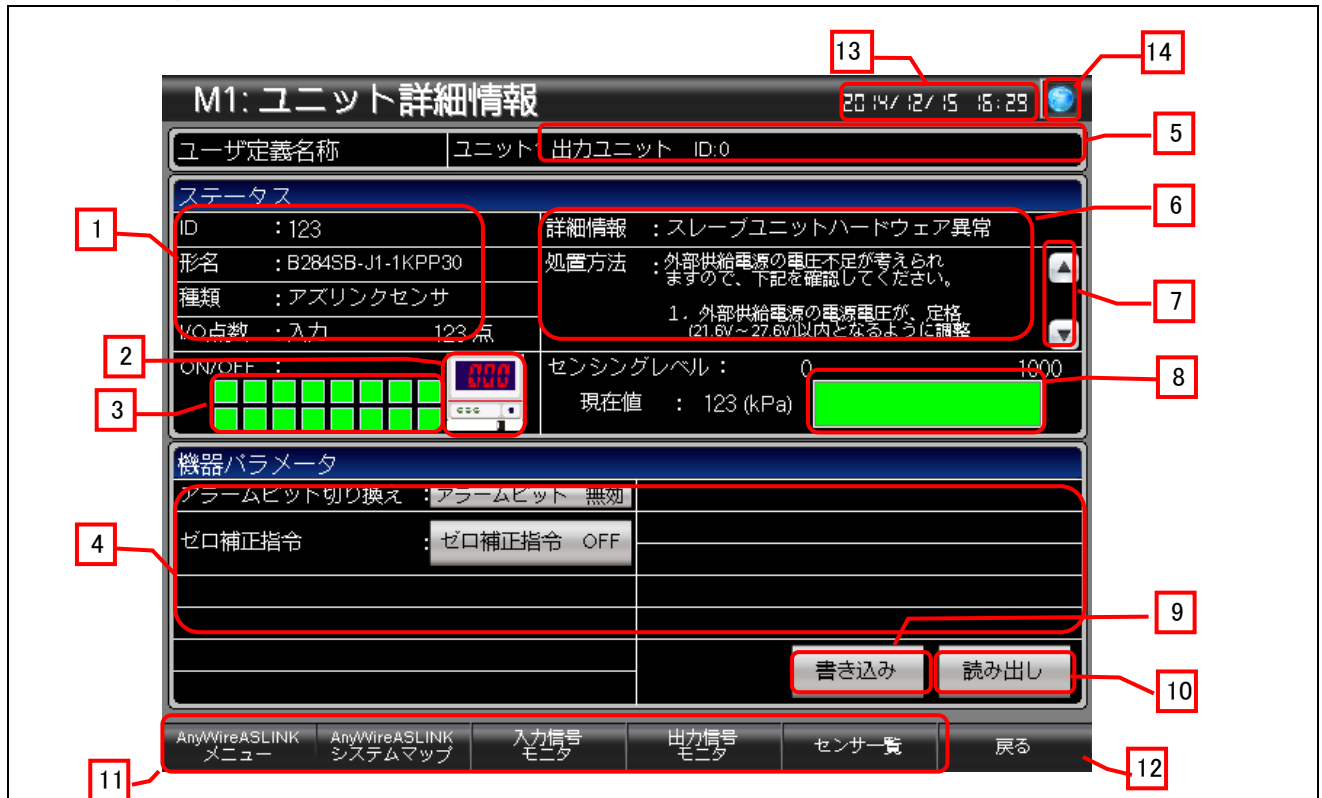 13
14
M1: ユニット詳細情報
2014/12/15 16:29
5
ユーザ定義名称
ユニット
出力ユニット ID:0
ステータス
6
1
ID :123
詳細情報 :スレーブユニットハードウェア異常
形名 :B284SB-J1-1KPP30
処置方法 :外部供給電源の電圧不足が考えられ
ますので、下記を確認してください。
7
種類 :アズリンクセンサ
1. 外部供給電源の電源電圧が、定格
(21.6V~27.6V)以内となるように調整
I/O点数 :入力 123 点
2
ON/OFF :
000
センシングレベル: 0 1000
8
3
現在値 : 123 (kPa)
機器パラメータ
アラームビット切り換え :アラームビット 無効
4
ゼロ補正指令 :ゼロ補正指令 OFF
9
書き込み
読み出し
10
AnyWireASLINK
メニュー
AnyWireASLINK
システムマップ
入力信号
モニタ
出力信号
モニタ
センサ一覧
戻る
11
12